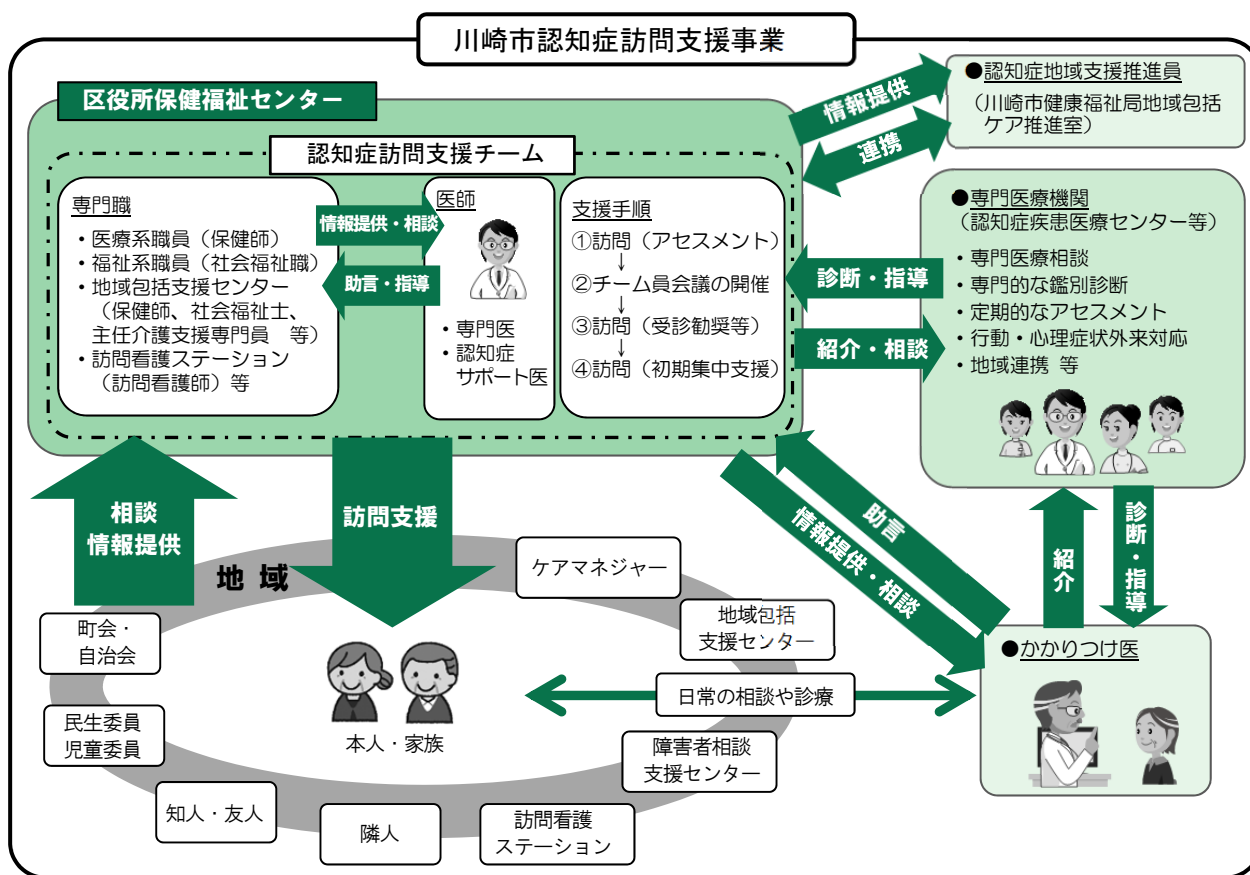 川崎市認知症訪問支援事業
区役所保健福祉センター
認知症訪問支援チーム
専門職
・医療系職員（保健師）
・福祉系職員（社会福祉職）
・地域包括支援センター
（保健師、社会福祉士、
主任介護支援専門員　等）
・訪問看護ステーション
（訪問看護師）等
情報提供・相談
助言・指導
医師
・専門医
・認知症
サポート医
支援手順
①訪問（アセスメント）
↓
②チーム員会議の開催
↓
③訪問（受診勧奨等）
↓
④訪問（初期集中支援）
情報提供
連携
●認知症地域支援推進員
（川崎市健康福祉局地域包括
ケア推進室）
診断・指導
紹介・相談
●専門医療機関
（認知症疾患医療センター等）
・専門医療相談
・専門的な鑑別診断
・定期的なアセスメント
・行動・心理症状外来対応
・地域連携 等
相談
情報提供
訪問支援
助言
情報提供・相談
紹介
診断・指導
●かかりつけ医
地 域
ケアマネジャー
地域包括
支援センター
町会・
自治会
日常の相談や診療
民生委員
児童委員
本人・家族
障害者相談
支援センター
知人・友人
隣人
訪問看護
ステーション